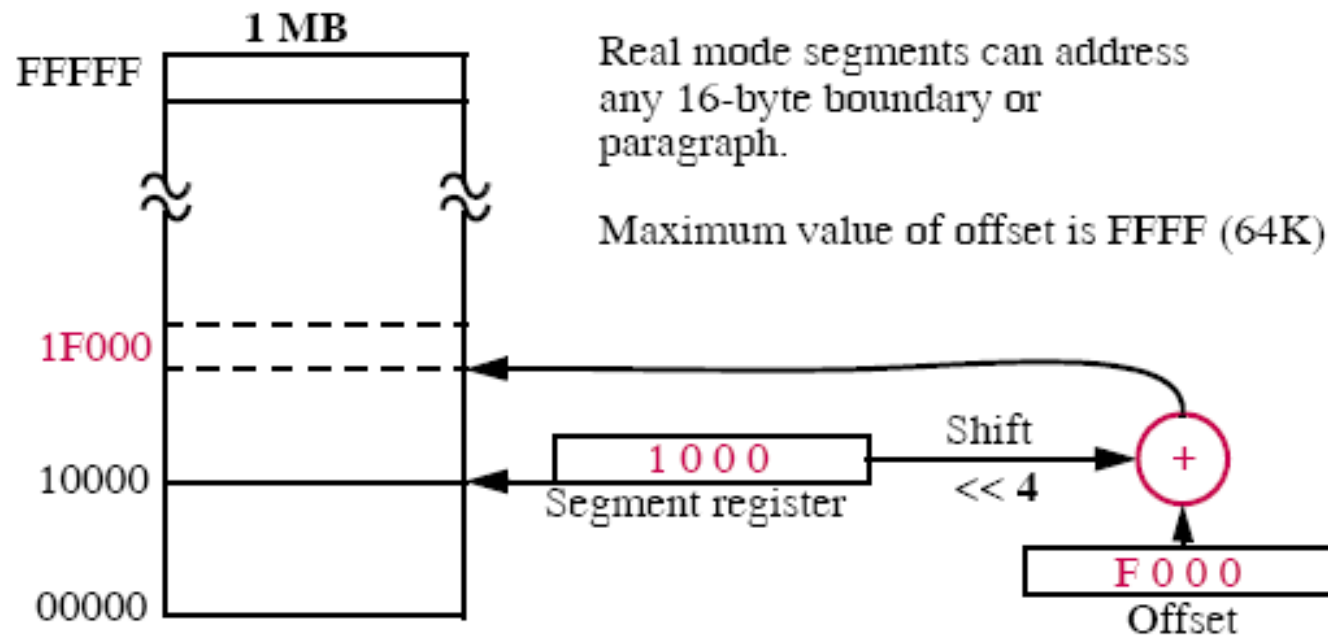 1 MB
FFFFF
Real mode segments can address
any 16-byte boundary or
paragraph.
Maximum value of offset is FFFF (64K)
1F000
1 0 0 0
Shift
+
10000
Segment register
<< 4
F 0 0 0
00000
Offset